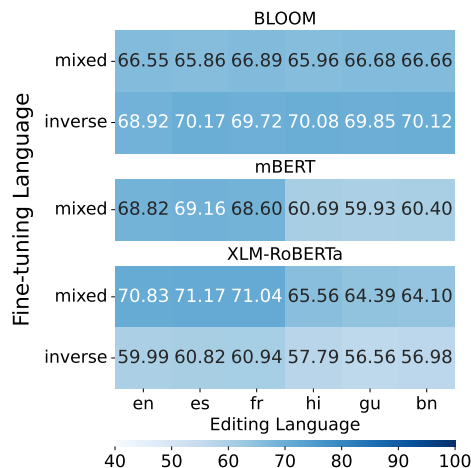 BLOOM
mixed 66.55 65.86 66.89 65.96 66.68 66.66
inverse 68.92 70.17 69.72 70.08 69.85 70.12
mBERT
mixed 68.82 69.16 68.60 60.69 59.93 60.40
XLM-RoBERTa
mixed 70.83 71.17 71.04 65.56 64.39 64.10
inverse 59.99 60.82 60.94 57.79 56.56 56.98
Fine-tuning Language
en es fr hi gu bn
Editing Language
40 50 60 70 80 90 100